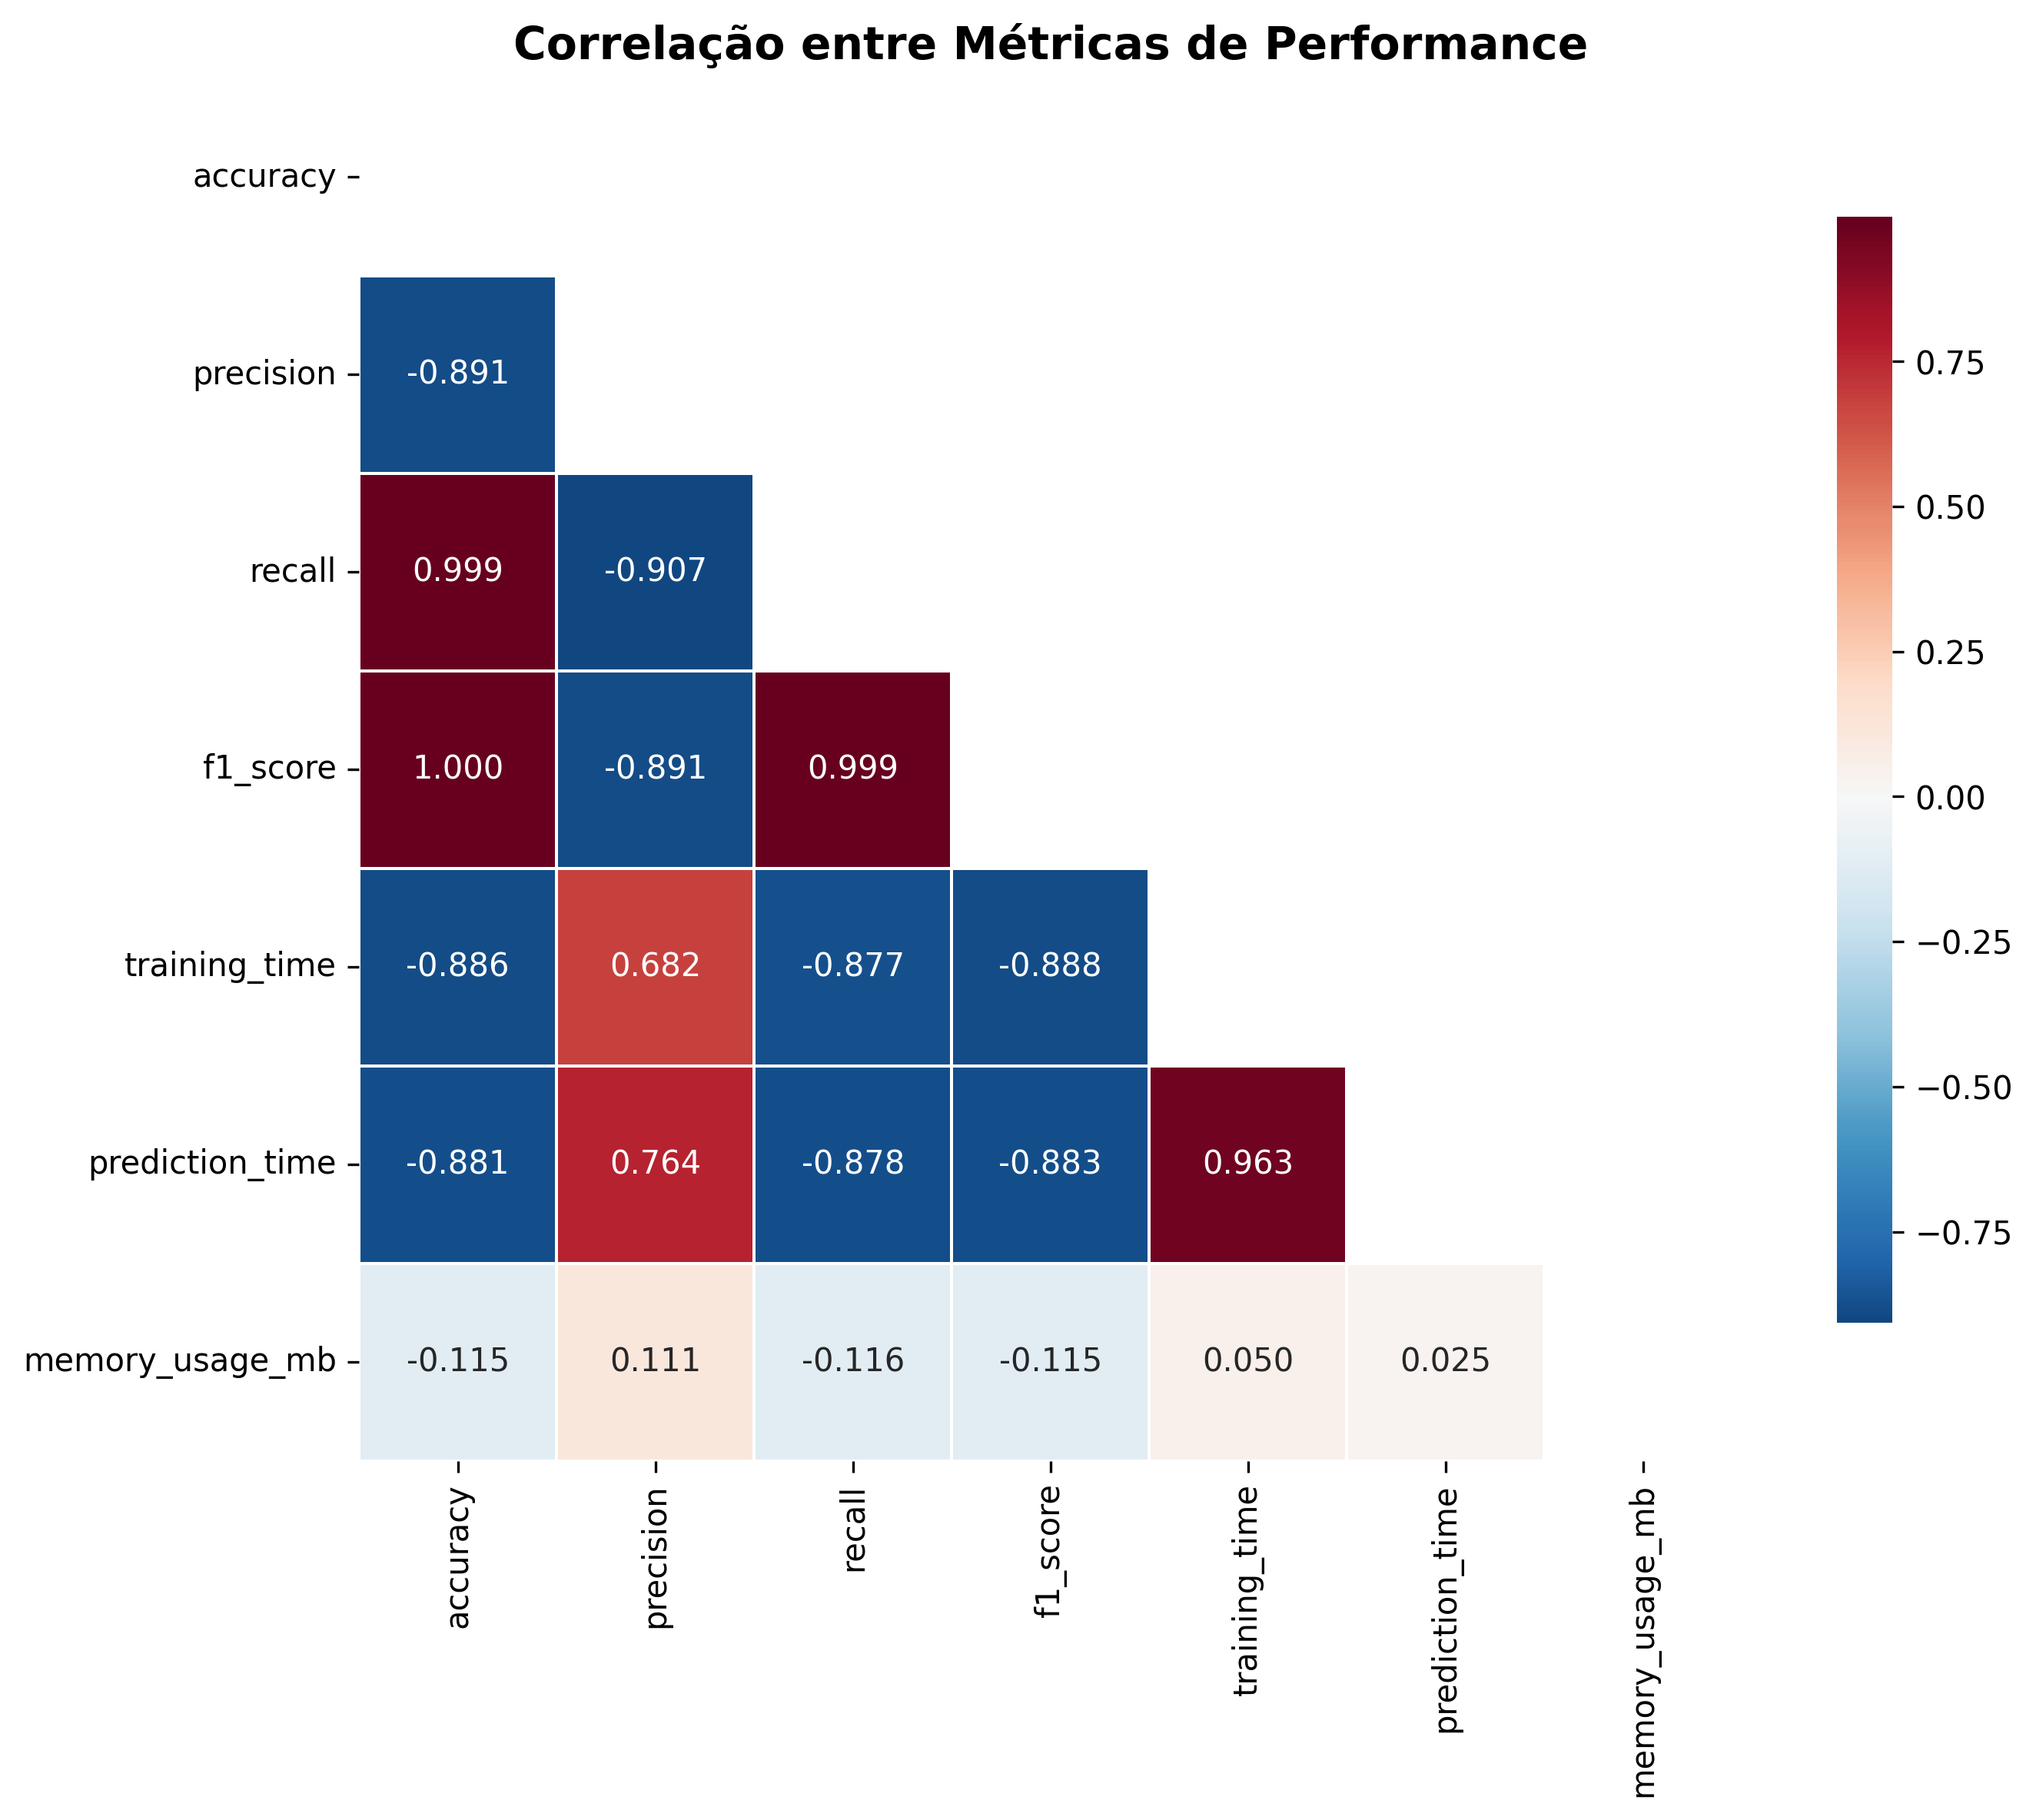 Correlação entre Métricas de Performance
accuracy
precision -0.891
recall 0.999 -0.907
f1_score 1.000 -0.891 0.999
training_time -0.886 0.682 -0.877 -0.888
prediction_time -0.881 0.764 -0.878 -0.883 0.963
memory_usage_mb -0.115 0.111 -0.116 -0.115 0.050 0.025
accuracy
precision
recall
f1_score
training_time
prediction_time
memory_usage_mb
0.75
0.50
0.25
0.00
−0.25
−0.50
−0.75